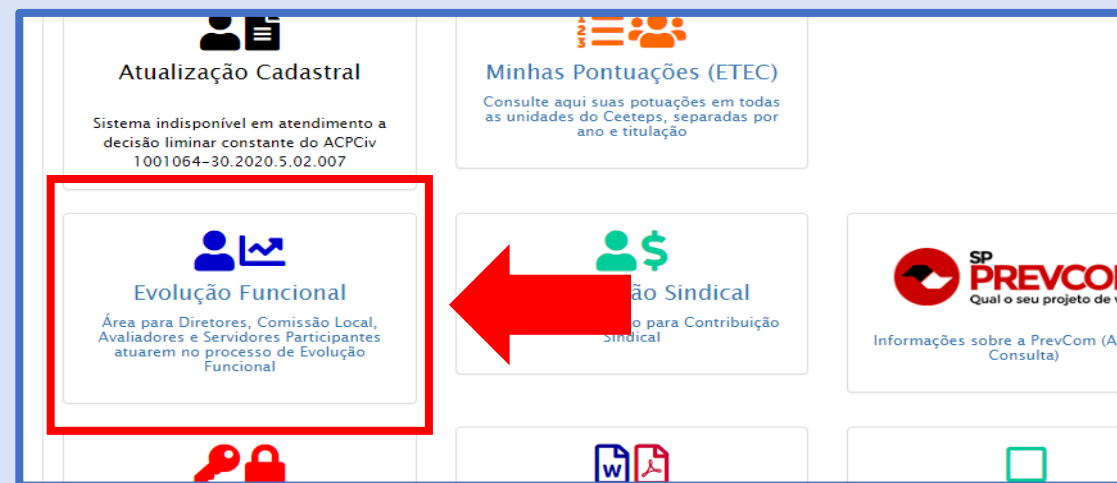 Atualização Cadastral
Sistema indisponível em atendimento a
decisão liminar constante do ACPCiv
1001064-30.2020.5.02.007
1
2
3
Minhas Pontuações (ETEC)
Consulte aqui suas potuações em todas
as unidades do Ceeteps, separadas por
ano e titulação
Evolução Funcional
Área para Diretores, Comissão Local,
Avaliadores e Servidores Participantes
atuarem no processo de Evolução
Funcional
$
ão Sindical
o para Contribuição
Sindical
SP
PREVCO
Qual o seu projeto de
Informações sobre a PrevCom (A
Consulta)
W